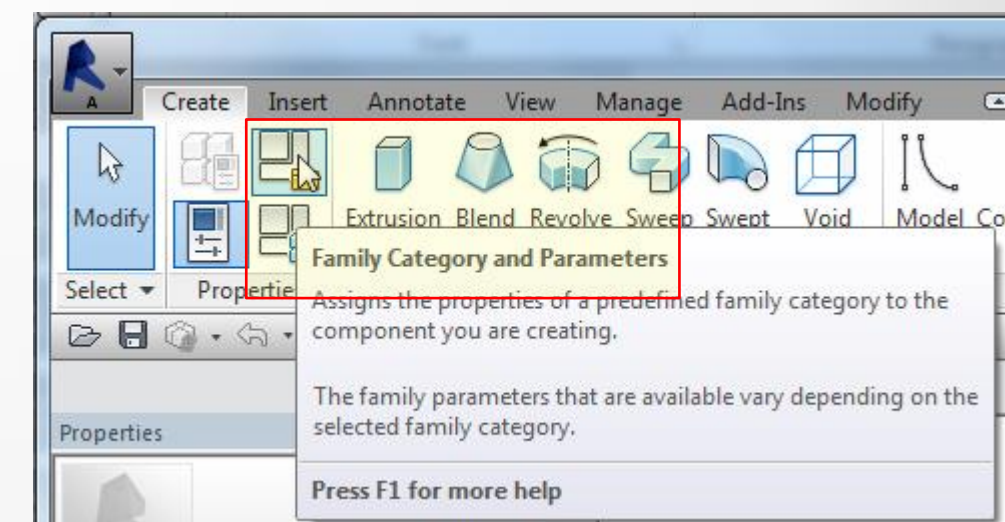 A
Create Insert Annotate View Manage Add-Ins Modify
Modify
Extrusion Blend Revolve Sweep Swept Void Model Co
Select Propertie
Family Category and Parameters
Assigns the properties of a predefined family category to the
component you are creating.
The family parameters that are available vary depending on the
selected family category.
Properties
Press F1 for more help